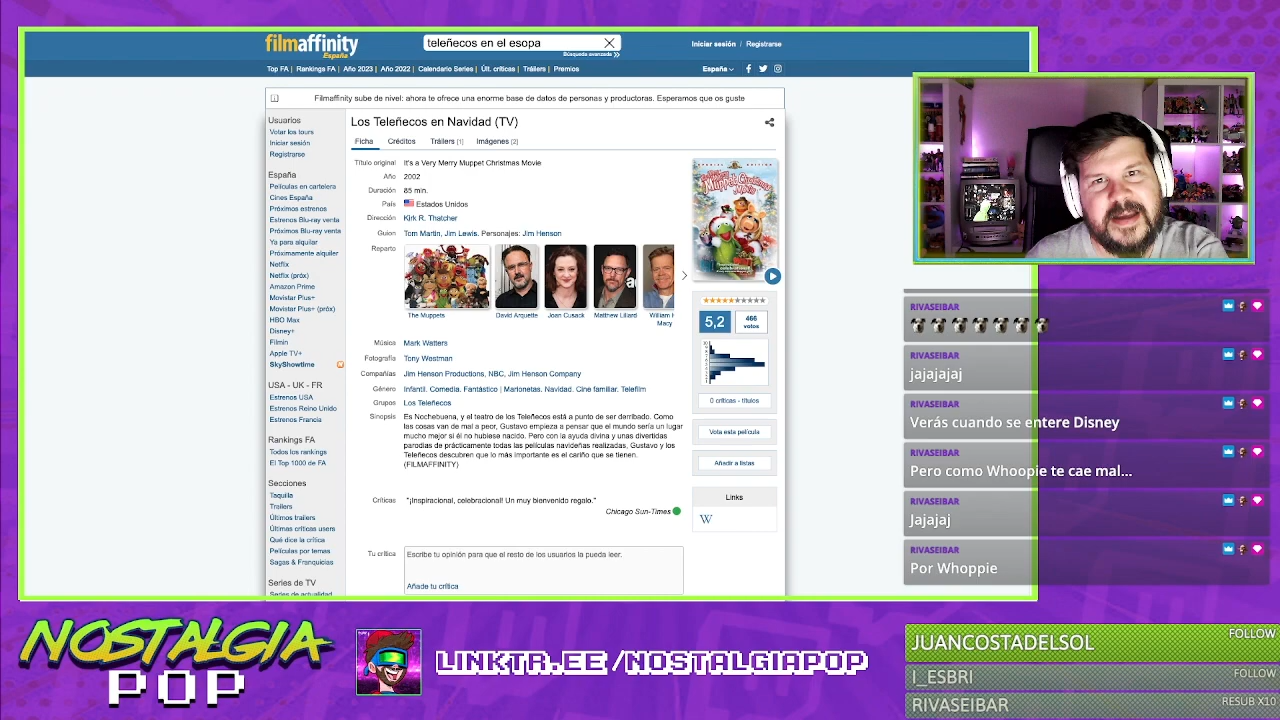 filmaffinity
España
teleñecos en el esopa
Búsqueda avanzada
Iniciar sesión / Registrarse
Top FA | Rankings FA | Año 2023 | Año 2022 | Calendario Series | Últ. críticas | Tráilers | Premios
España
Filmaffinity sube de nivel: ahora te ofrece una enorme base de datos de personas y productoras. Esperamos que os guste
Usuarios
Votar los tours
Iniciar sesión
Registrarse
España
Películas en cartelera
Cines España
Próximos estrenos
Estrenos Blu-ray venta
Próximos Blu-ray venta
Ya para alquilar
Próximamente alquiler
Netflix
Netflix (próx)
Amazon Prime
Movistar Plus+
Movistar Plus+ (próx)
HBO Max
Disney+
Filmin
Apple TV+
SkyShowtime
USA - UK - FR
Estrenos USA
Estrenos Reino Unido
Estrenos Francia
Rankings FA
Todos los rankings
El Top 1000 de FA
Secciones
Taquilla
Trailers
Últimos trailers
Últimas críticas users
Qué dice la crítica
Películas por temas
Sagas & Franquicias
Series de TV
Series de actualidad
Los Teleñecos en Navidad (TV)
Ficha Créditos Tráilers [1] Imágenes [2]
Título original It's a Very Merry Muppet Christmas Movie
Año 2002
Duración 85 min.
País Estados Unidos
Dirección Kirk R. Thatcher
Guion Tom Martin, Jim Lewis. Personajes: Jim Henson
Reparto
The Muppets David Arquette Joan Cusack Matthew Lillard William H
Macy
Música Mark Watters
Fotografía Tony Westman
Compañías Jim Henson Productions, NBC, Jim Henson Company
Género Infantil. Comedia. Fantástico | Marionetas. Navidad. Cine familiar. Telefilm
Grupos Los Teleñecos
Sinopsis Es Nochebuena, y el teatro de los Teleñecos está a punto de ser derribado. Como
las cosas van de mal a peor, Gustavo empieza a pensar que el mundo sería un lugar
mucho mejor si él no hubiese nacido. Pero con la ayuda divina y unas divertidas
parodias de prácticamente todas las películas navideñas realizadas, Gustavo y los
Teleñecos descubren que lo más importante es el cariño que se tienen.
(FILMAFFINITY)
Críticas "¡Inspiracional, celebracional! Un muy bienvenido regalo."
Chicago Sun-Times
Tu crítica Escribe tu opinión para que el resto de los usuarios la pueda leer.
Añade tu crítica
5,2
466
votos
0 críticas - títulos
Vota esta película
Añadir a listas
Links
W
RIVASEIBAR
RIVASEIBAR
jajajajaj
RIVASEIBAR
Verás cuando se entere Disney
RIVASEIBAR
Pero como Whoopie te cae mal...
RIVASEIBAR
Jajajaj
RIVASEIBAR
Por Whoppie
NOSTALGIA
POP
LINKTR.EE/NOSTALGIAPOP
JUANCOSTADELSOL FOLLOW
I_ESBRI FOLLOW
RIVASEIBAR RESUB X10